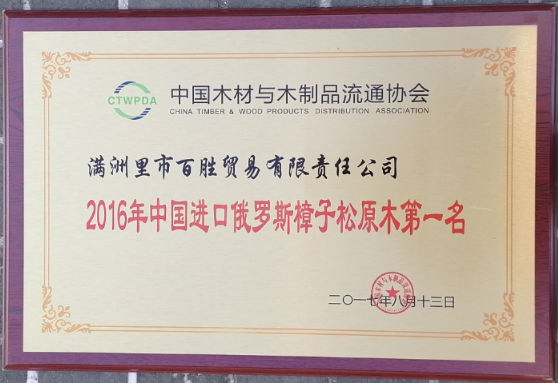 CTWPDA
中国木材与木制品流通协会
CHINA TIMBER & WOOD PRODUCTS DISTRIBUTION ASSOCIATION
满洲里市百胜贸易有限责任公司
2016年中国进口俄罗斯樟子松原木第一名
二〇一七年八月十三日